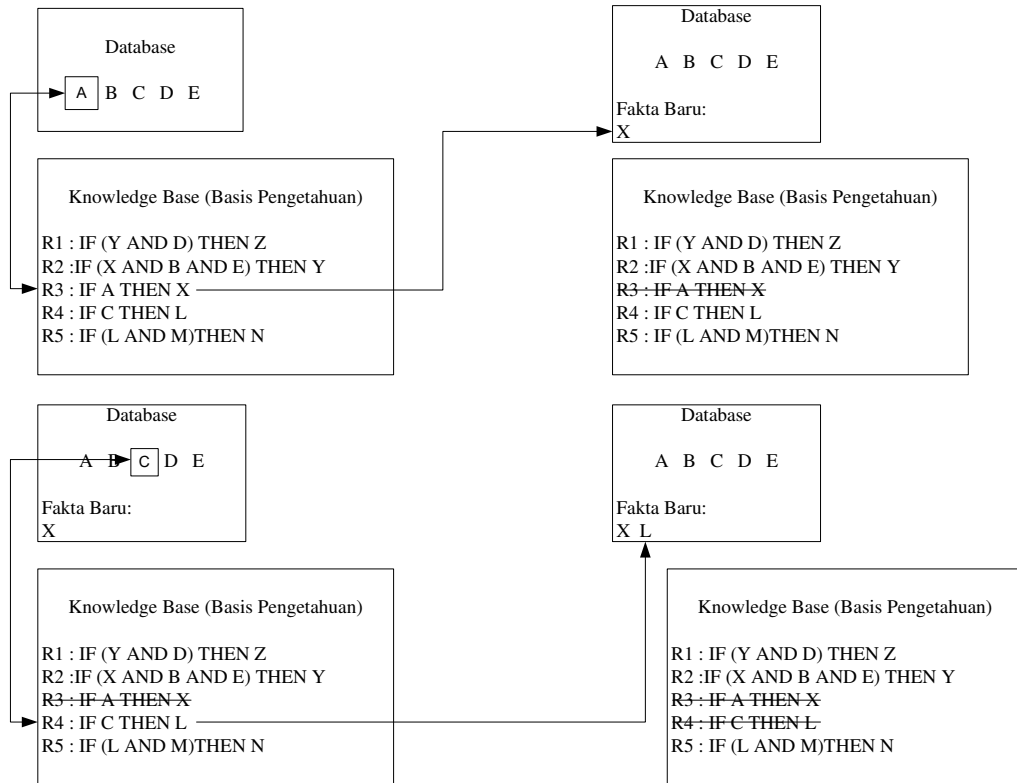 Database
A B C D E
Knowledge Base (Basis Pengetahuan)
R1 : IF (Y AND D) THEN Z
R2 :IF (X AND B AND E) THEN Y
R3 : IF A THEN X
R4 : IF C THEN L
R5 : IF (L AND M)THEN N
Database
A B C D E
Fakta Baru:
X
Knowledge Base (Basis Pengetahuan)
R1 : IF (Y AND D) THEN Z
R2 :IF (X AND B AND E) THEN Y
R3 : IF A THEN X
R4 : IF C THEN L
R5 : IF (L AND M)THEN N
Database
A B C D E
Fakta Baru:
X
Knowledge Base (Basis Pengetahuan)
R1 : IF (Y AND D) THEN Z
R2 :IF (X AND B AND E) THEN Y
R3 : IF A THEN X
R4 : IF C THEN L
R5 : IF (L AND M)THEN N
Database
A B C D E
Fakta Baru:
X L
Knowledge Base (Basis Pengetahuan)
R1 : IF (Y AND D) THEN Z
R2 :IF (X AND B AND E) THEN Y
R3 : IF A THEN X
R4 : IF C THEN L
R5 : IF (L AND M)THEN N